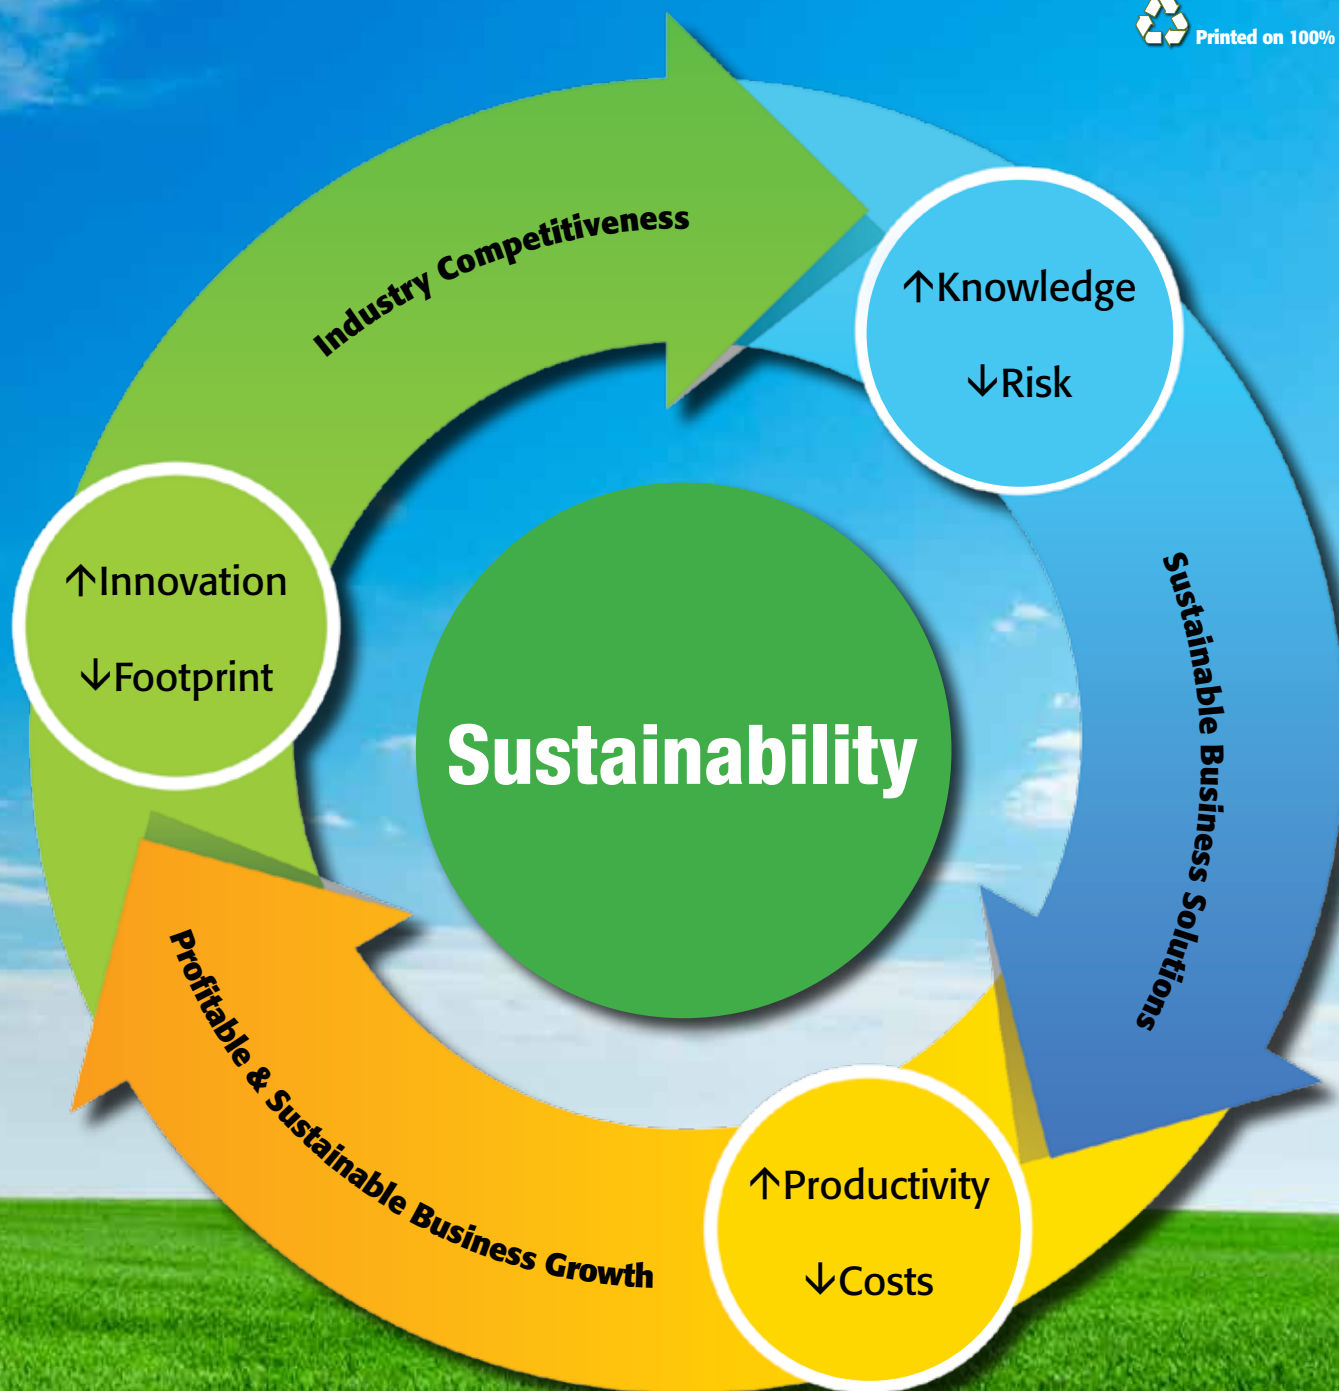 Printed on 100%
Industry Competitiveness
↑Knowledge
↓Risk
↑Innovation
↓Footprint
Sustainability
Sustainable Business Solutions
Profitable & Sustainable Business Growth
↑Productivity
↓Costs